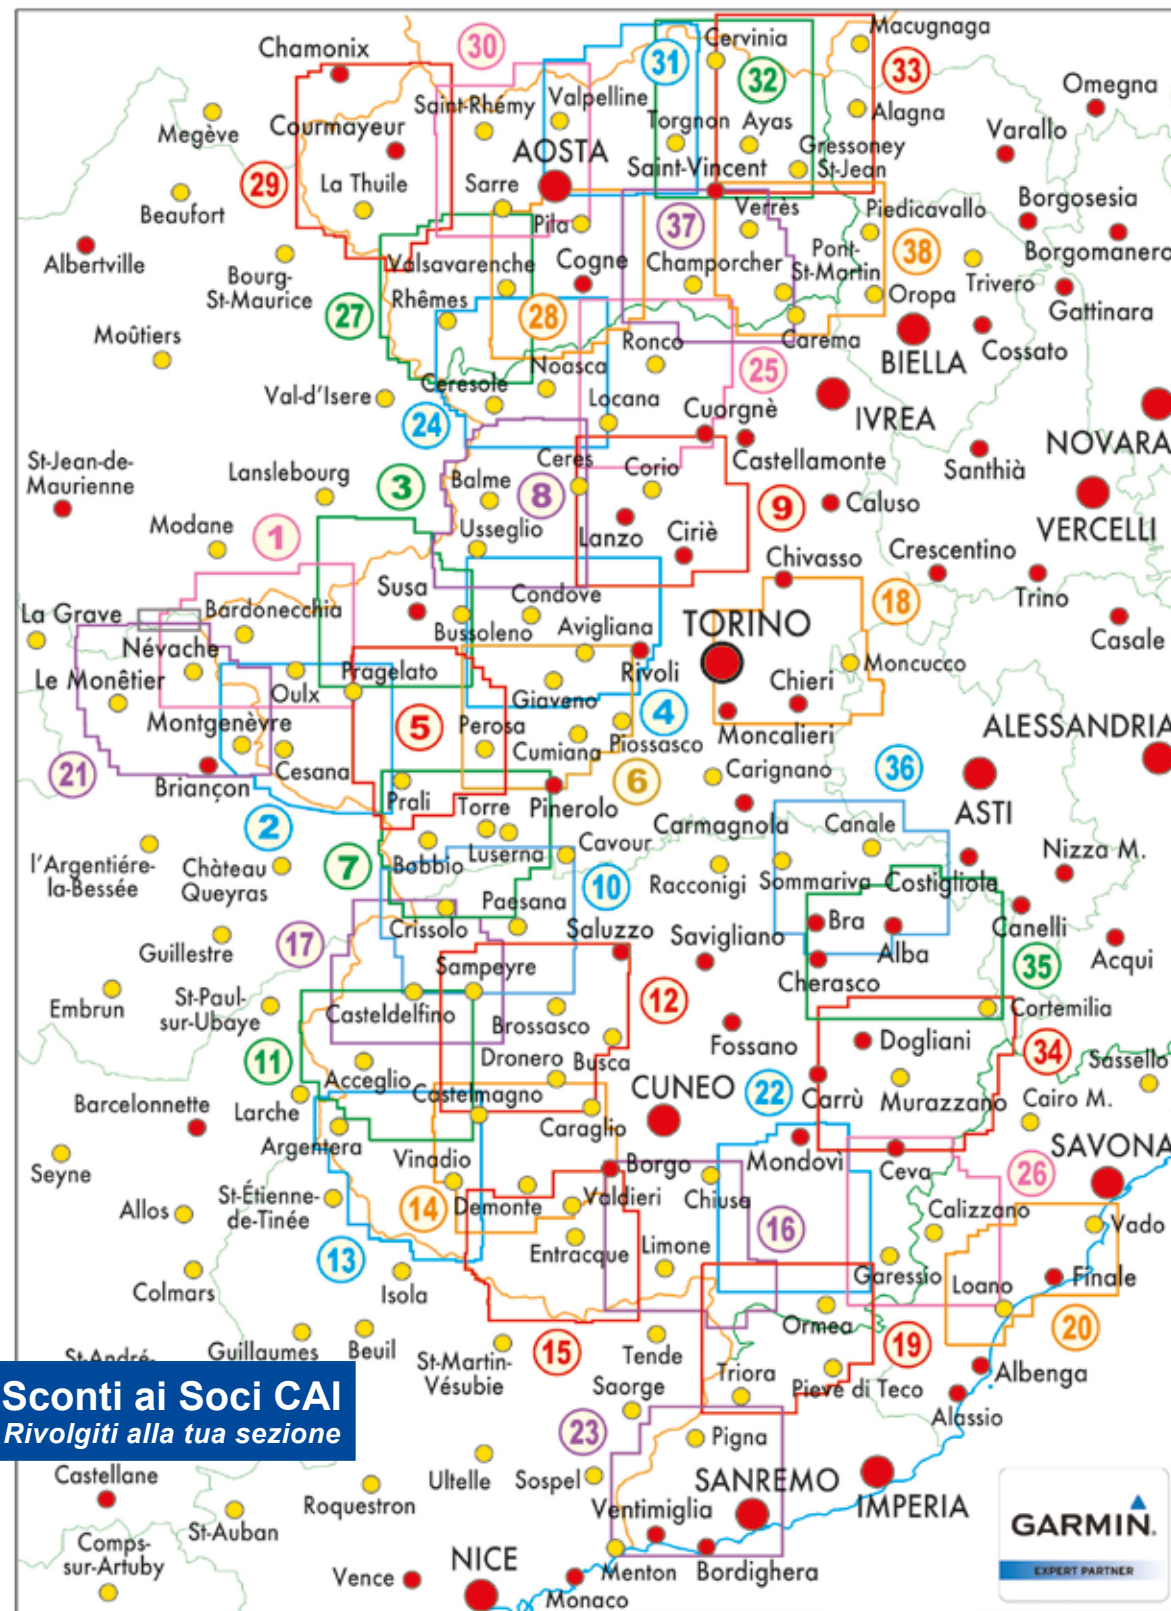 Macugnaga
30
Chamonix
Cervinia
31
32
33
Omegna
Saint-Rhémy
Valpelline
Megève
Courmayeur
Torgnon
Ayas
Alagna
Varallo
AOSTA
Saint-Vincent
Gressoney
St-Jean
29
La Thuile
Sarre
Beaufort
Pila
37
Verrès
Piedicavallo
Borgosesia
Albertville
Valsavarenche
Cogne
Champorcher
Pont-
St-Martin
38
Borgomanero
Bourg-
St-Maurice
Rhêmes
Oropa
Trivero
Gattinara
27
28
Moûtiers
Ronco
Carema
BIELLA
Cossato
Noasca
25
Val-d'Isere
Ceresole
Locana
IVREA
24
Cuorgnè
NOVARA
St-Jean-de-
Maurienne
Lanslebourg
3
Balme
8
Ceres
Corio
Castellamonte
Santhià
9
Caluso
Modane
1
Usseglio
Lanzo
Ciriè
VERCELLI
Chivasso
Crescentino
Susa
Condove
18
Trino
La Grave
Bardonecchia
Bussoleno
Avigliana
TORINO
Casale
Névache
Le Monêtier
Oulx
Pragelato
Rivoli
Moncucco
Giaveno
Chieri
Montgenèvre
5
Perosa
4
Cumiana
Piossasco
Moncalieri
ALESSANDRIA
21
Briançon
Cesana
Prali
6
Carignano
36
2
Torre
Pinerolo
Carmagnola
ASTI
Canale
l'Argentiére-
la-Bessée
Château
Queyras
7
Bobbio
Luserna
Cavour
Nizza M.
10
Racconigi
Sommariva
Costigliole
Paesana
17
Crissolo
Saluzzo
Bra
Canelli
Guillestre
Savigliano
Alba
Acqui
Sampeyre
Cherasco
35
Embrun
St-Paul-
sur-Ubaye
Casteldelfino
Brossasco
12
Cortemilia
Fossano
Dogliani
34
11
Dronero
Busca
Sassello
Acceglio
Castelmagno
CUNEO
22
Carrù
Murazzano
Barcelonnette
Larche
Caraglio
Cairo M.
Argentera
Mondovì
SAVONA
Seyne
Vinadio
Borgo
Ceva
26
St-Étienne-
de-Tinée
14
Demonte
Valdieri
Chiusa
Allos
16
Calizzano
Vado
13
Entracque
Limone
Garessio
Colmars
Isola
Loano
Finale
Ormea
20
Guillaumes
Beuil
15
Tende
19
St-André-
St-Martin-
Vésubie
Triora
Pieve di Teco
Albenga
Saorge
Alassio
Sconti ai Soci CAI
Rivolgiti alla tua sezione
23
Pigna
Castellane
Ultelle
Sospel
SANREMO
Roquestron
IMPERIA
Ventimiglia
St-Auban
GARMIN.
Comps-
sur-Artuby
NICE
EXPERT PARTNER
Vence
Menton
Bordighera
Monaco